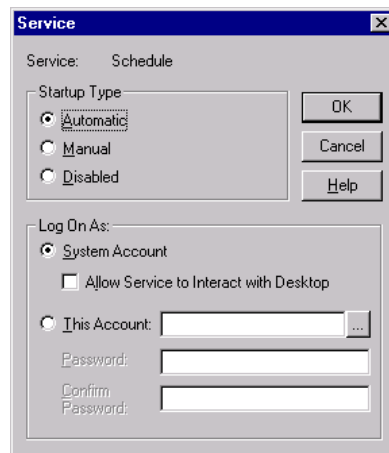 Service
Service: Schedule
Startup Type
Automatic
Manual
Disabled
OK
Cancel
Help
Log On As:
System Account
Allow Service to Interact with Desktop
This Account:
...
Password:
Confirm
Password: